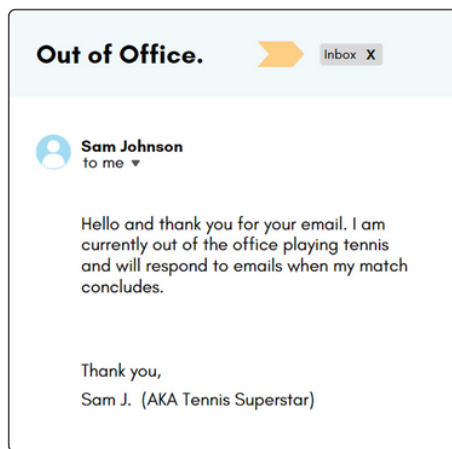 Out of Office.
Inbox X
Sam Johnson
to me
Hello and thank you for your email. I am
currently out of the office playing tennis
and will respond to emails when my match
concludes.
Thank you,
Sam J. (AKA Tennis Superstar)